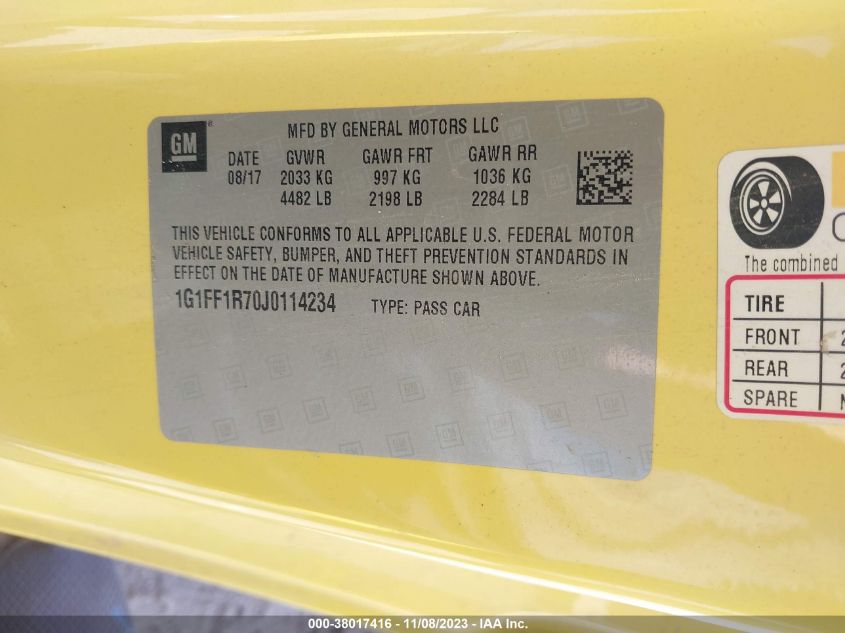 GM
MFD BY GENERAL MOTORS LLC
DATE GVWR GAWR FRT GAWR RR
08/17 2033 KG 997 KG 1036 KG
4482 LB 2198 LB 2284 LB
THIS VEHICLE CONFORMS TO ALL APPLICABLE U.S. FEDERAL MOTOR
VEHICLE SAFETY, BUMPER, AND THEFT PREVENTION STANDARDS IN
EFFECT ON THE DATE OF MANUFACTURE SHOWN ABOVE.
1G1FF1R70J0114234 TYPE: PASS CAR
The combined
TIRE
FRONT 2
REAR 2
SPARE
000-38017416 - 11/08/2023 - IAA Inc.